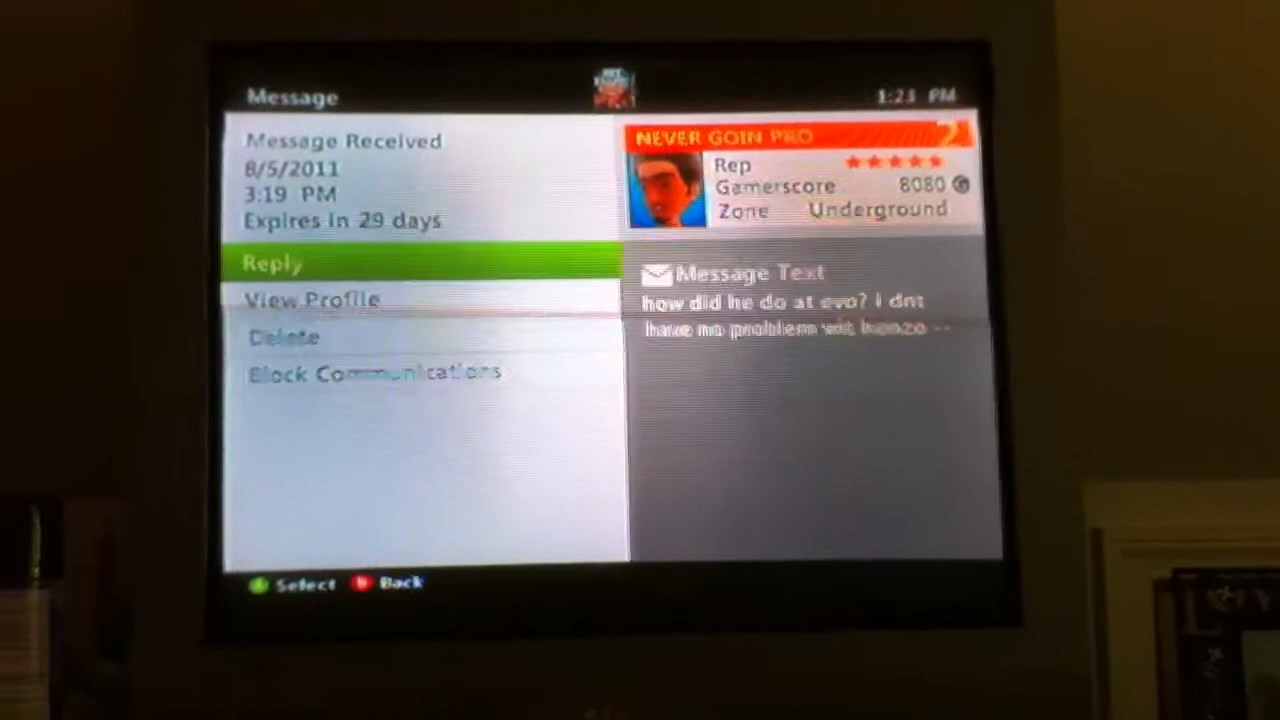 Message
1:23 PM
Message Received
8/5/2011
3:19 PM
Expires in 29 days
Reply
View Profile
Delete
Block Communications
NEVER GOIN PRO
Rep
Gamerscore 8080 G
Zone Underground
Message Text
how did he do at evo? i dnt
have no problem wit honzo --
Select Back